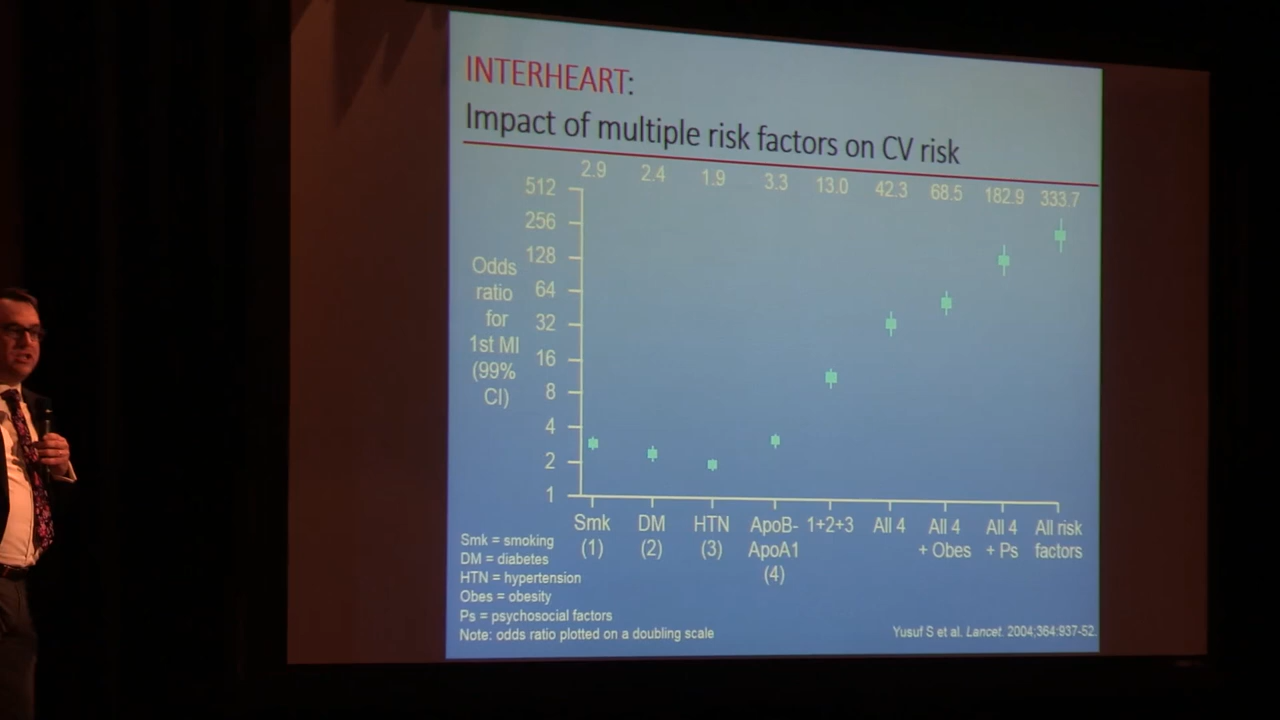 INTERHEART:
Impact of multiple risk factors on CV risk
2.9 2.4 1.9 3.3 13.0 42.3 68.5 182.9 333.7
512
256
128
64
32
16
8
4
2
1
Odds
ratio
for
1st MI
(99%
CI)
Smk DM HTN ApoB- 1+2+3 All 4 All 4 All 4 All risk
(1) (2) (3) ApoA1 + Obes + Ps factors
(4)
Smk = smoking
DM = diabetes
HTN = hypertension
Obes = obesity
Ps = psychosocial factors
Note: odds ratio plotted on a doubling scale
Yusuf S et al. Lancet. 2004;364:937-52.